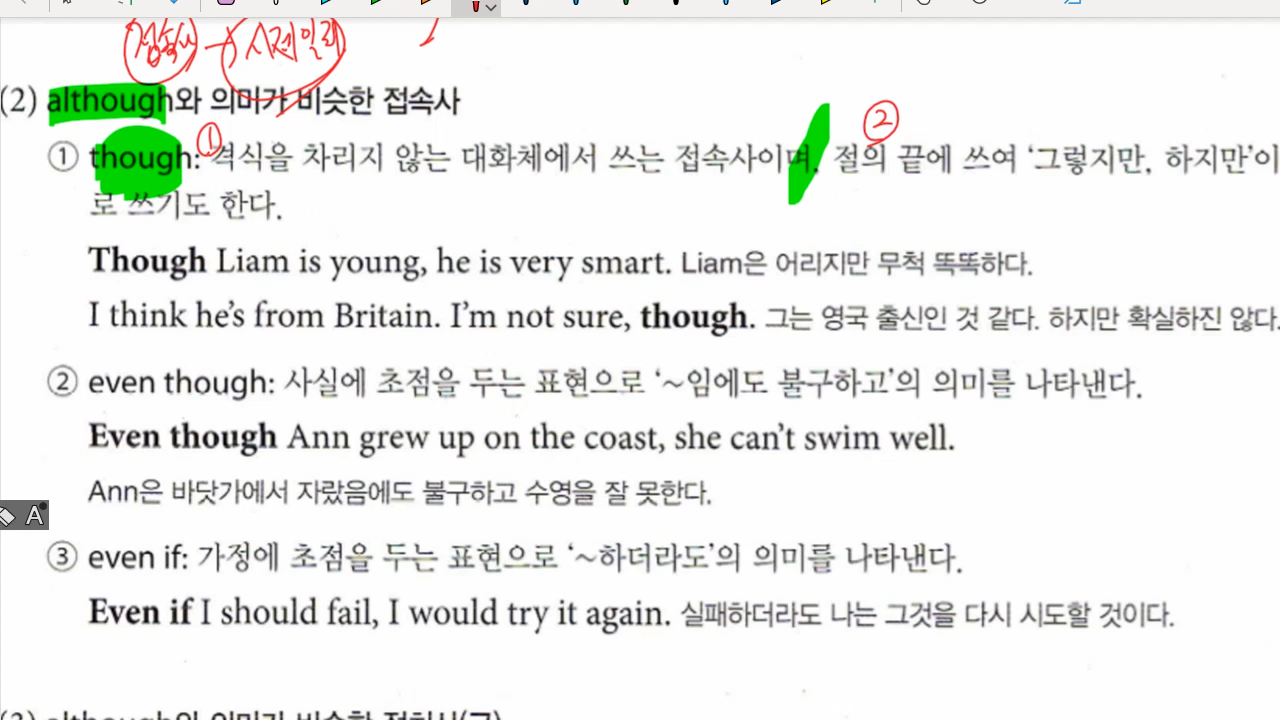 접속사 → 시제일치
(2) although와 의미가 비슷한 접속사
① though: ① 격식을 차리지 않는 대화체에서 쓰는 접속사이며, ② 절의 끝에 쓰여 ‘그렇지만, 하지만’이
로 쓰기도 한다.
Though Liam is young, he is very smart. Liam은 어리지만 무척 똑똑하다.
I think he’s from Britain. I’m not sure, though. 그는 영국 출신인 것 같다. 하지만 확실하진 않다.
② even though: 사실에 초점을 두는 표현으로 ‘~임에도 불구하고’의 의미를 나타낸다.
Even though Ann grew up on the coast, she can’t swim well.
Ann은 바닷가에서 자랐음에도 불구하고 수영을 잘 못한다.
A
③ even if: 가정에 초점을 두는 표현으로 ‘~하더라도’의 의미를 나타낸다.
Even if I should fail, I would try it again. 실패하더라도 나는 그것을 다시 시도할 것이다.